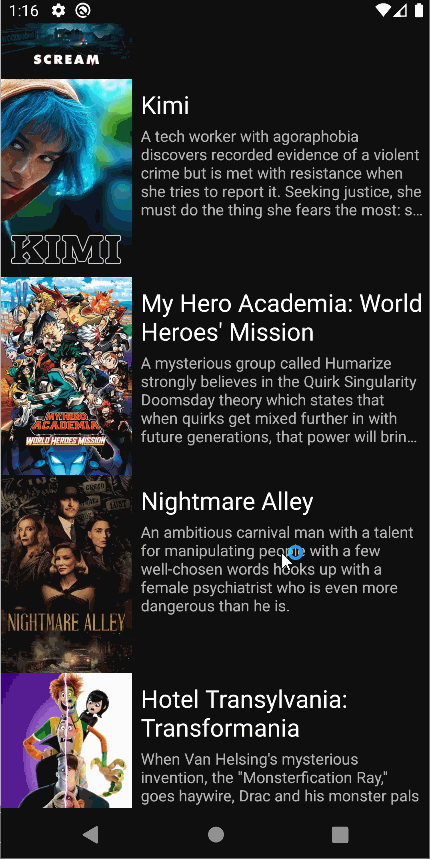 1:16
SCREAM
Kimi
A tech worker with agoraphobia
discovers recorded evidence of a violent
crime but is met with resistance when
she tries to report it. Seeking justice, she
must do the thing she fears the most: s...
KIMI
My Hero Academia: World
Heroes' Mission
A mysterious group called Humarize
strongly believes in the Quirk Singularity
Doomsday theory which states that
when quirks get mixed further in with
future generations, that power will brin...
MY HERO
ACADEMIA
WORLD HEROES MISSION
Nightmare Alley
An ambitious carnival man with a talent
for manipulating people with a few
well-chosen words hooks up with a
female psychiatrist who is even more
dangerous than he is.
NIGHTMARE ALLEY
Hotel Transylvania:
Transformania
When Van Helsing's mysterious
invention, the "Monsterfication Ray,"
goes haywire, Drac and his monster pals